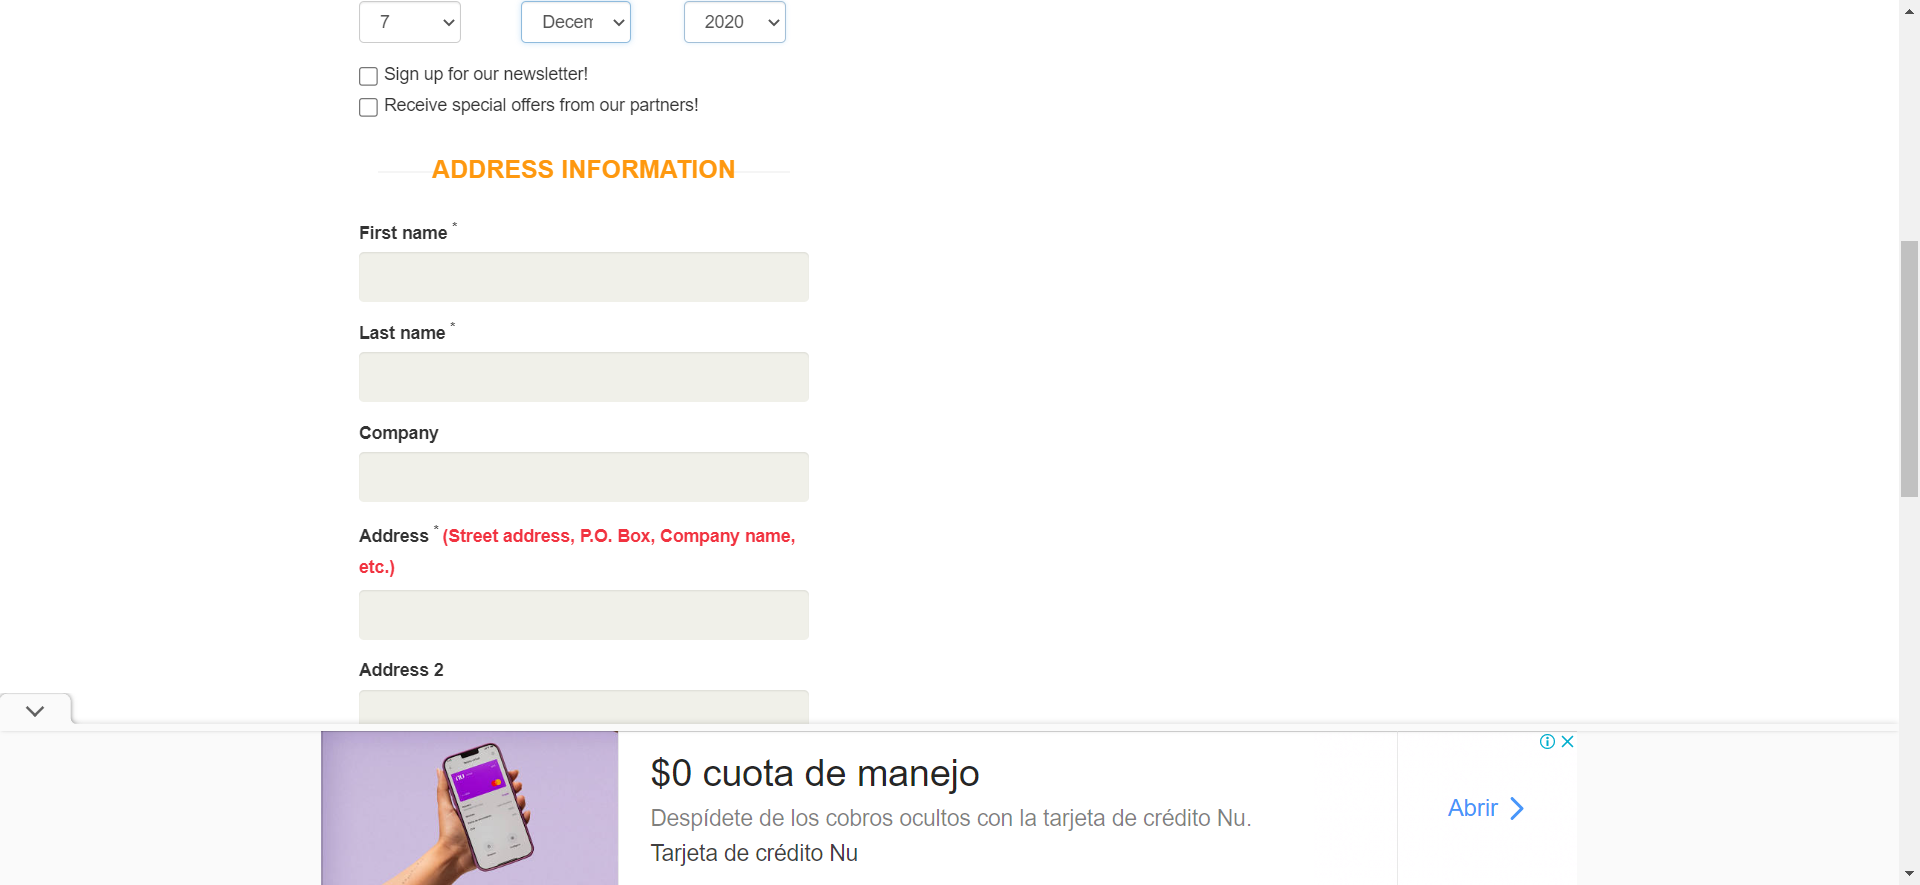 7 Decem 2020
Sign up for our newsletter!
Receive special offers from our partners!
ADDRESS INFORMATION
First name *
Last name *
Company
Address * (Street address, P.O. Box, Company name,
etc.)
Address 2
$0 cuota de manejo
Despídete de los cobros ocultos con la tarjeta de crédito Nu.
Tarjeta de crédito Nu
Abrir